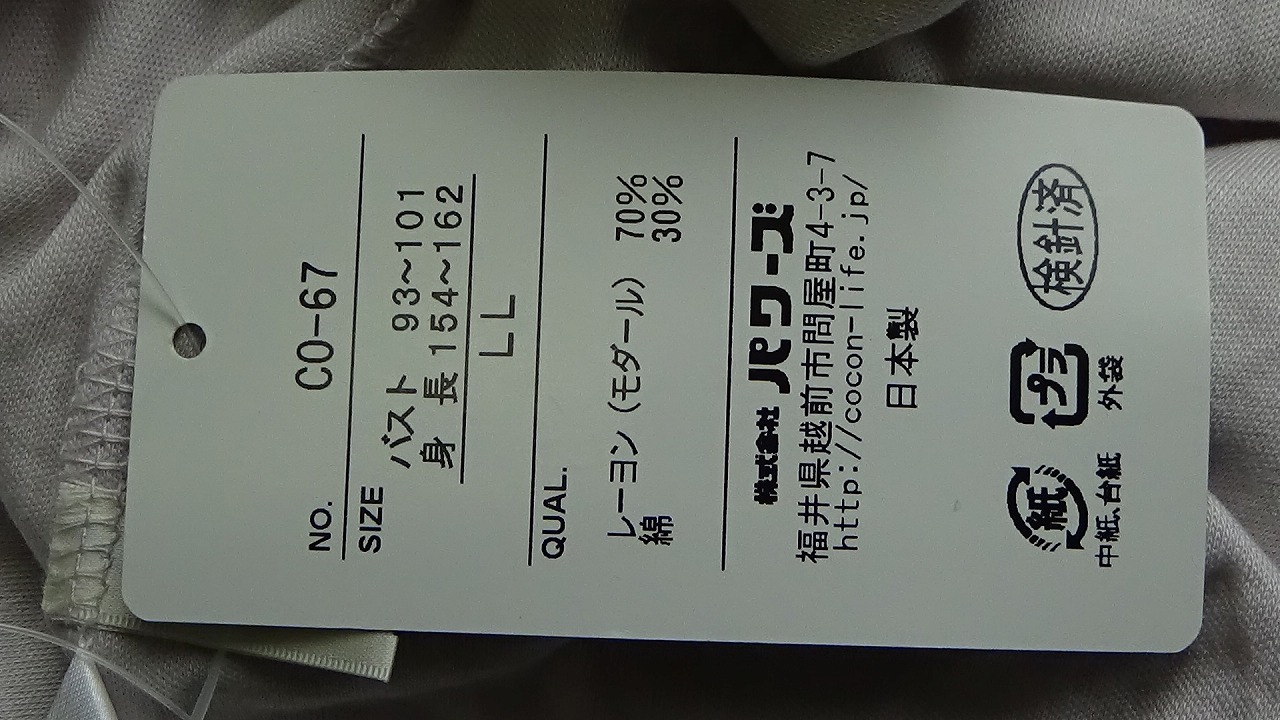 NO. CO-67
SIZE
バスト 93~101
身 長 154~162
LL
QUAL.
レーヨン(モダール) 70%
綿 30%
株式会社 パワーズ
福井県越前市問屋町4-3-7
http://cocon-life.jp/
日本製
紙 プラ 検針済
中紙、台紙 外袋